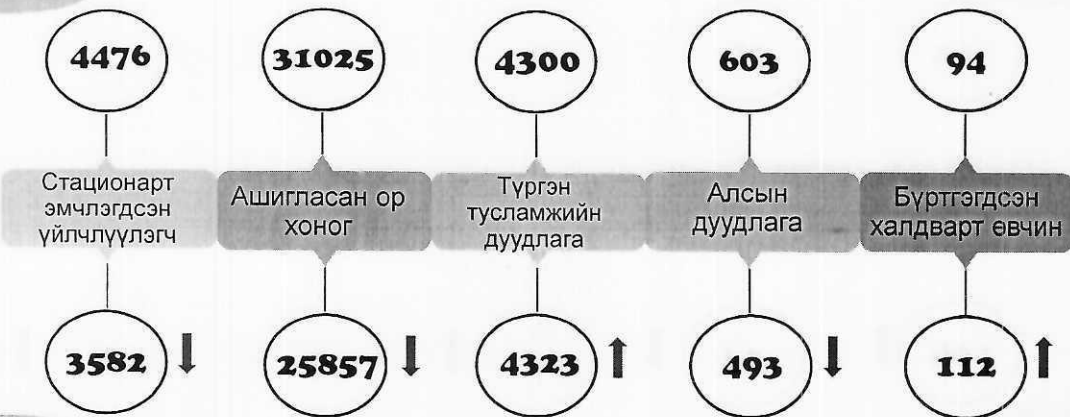 4476 31025 4300 603 94
Стационарт
эмчлэгдсэн
үйлчлүүлэгч
Ашигласан ор
хоног
Түргэн
тусламжийн
дуудлага
Алсын
дуудлага
Бүртгэгдсэн
халдварт өвчин
3582 25857 4323 493 112